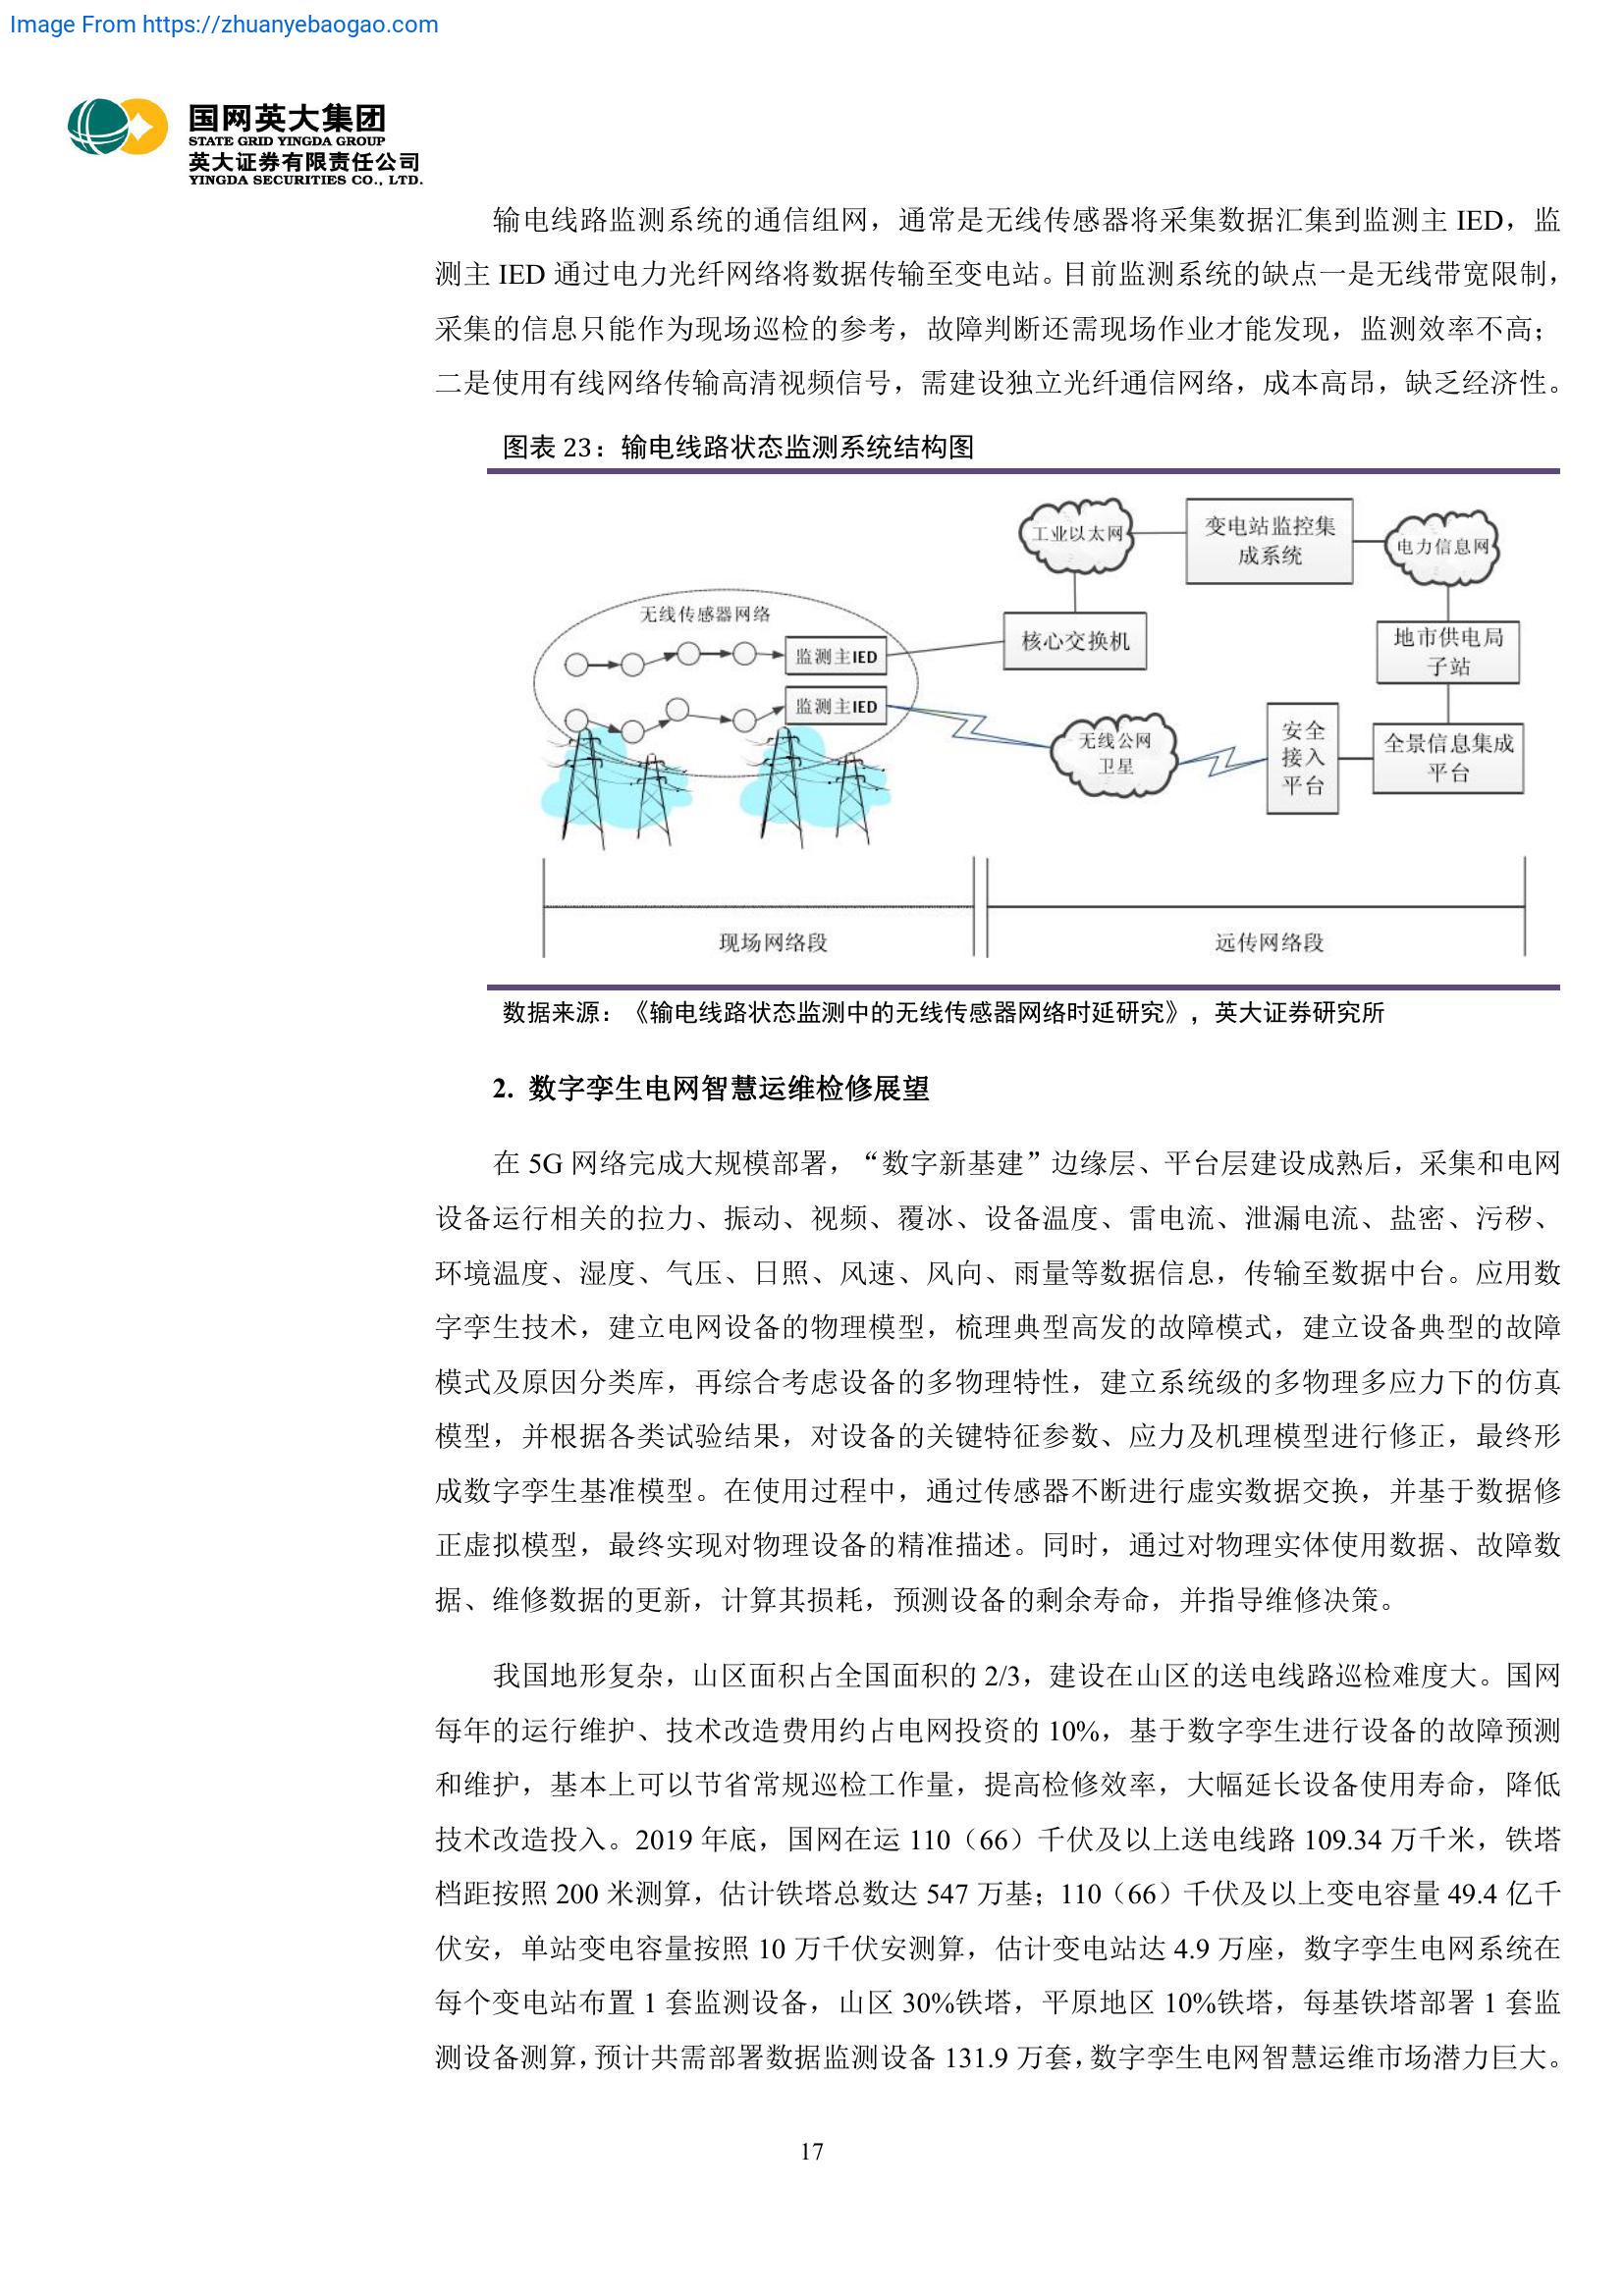 Image From https://zhuanyebaogao.com
国网英大集团
STATE GRID YINGDA GROUP
英大证券有限责任公司
YINGDA SECURITIES CO., LTD.
输电线路监测系统的通信组网，通常是无线传感器将采集数据汇集到监测主 IED，监
测主 IED 通过电力光纤网络将数据传输至变电站。目前监测系统的缺点一是无线带宽限制，
采集的信息只能作为现场巡检的参考，故障判断还需现场作业才能发现，监测效率不高；
二是使用有线网络传输高清视频信号，需建设独立光纤通信网络，成本高昂，缺乏经济性。
图表 23：输电线路状态监测系统结构图
工业以太网
变电站监控集
成系统
电力信息网
无线传感器网络
监测主IED
核心交换机
地市供电局
子站
监测主IED
无线公网
卫星
安全
接入
平台
全景信息集成
平台
现场网络段
远传网络段
数据来源：《输电线路状态监测中的无线传感器网络时延研究》，英大证券研究所
2. 数字孪生电网智慧运维检修展望
在 5G 网络完成大规模部署，“数字新基建”边缘层、平台层建设成熟后，采集和电网
设备运行相关的拉力、振动、视频、覆冰、设备温度、雷电流、泄漏电流、盐密、污秽、
环境温度、湿度、气压、日照、风速、风向、雨量等数据信息，传输至数据中台。应用数
字孪生技术，建立电网设备的物理模型，梳理典型高发的故障模式，建立设备典型的故障
模式及原因分类库，再综合考虑设备的多物理特性，建立系统级的多物理多应力下的仿真
模型，并根据各类试验结果，对设备的关键特征参数、应力及机理模型进行修正，最终形
成数字孪生基准模型。在使用过程中，通过传感器不断进行虚实数据交换，并基于数据修
正虚拟模型，最终实现对物理设备的精准描述。同时，通过对物理实体使用数据、故障数
据、维修数据的更新，计算其损耗，预测设备的剩余寿命，并指导维修决策。
我国地形复杂，山区面积占全国面积的 2/3，建设在山区的送电线路巡检难度大。国网
每年的运行维护、技术改造费用约占电网投资的 10%，基于数字孪生进行设备的故障预测
和维护，基本上可以节省常规巡检工作量，提高检修效率，大幅延长设备使用寿命，降低
技术改造投入。2019 年底，国网在运 110（66）千伏及以上送电线路 109.34 万千米，铁塔
档距按照 200 米测算，估计铁塔总数达 547 万基；110（66）千伏及以上变电容量 49.4 亿千
伏安，单站变电容量按照 10 万千伏安测算，估计变电站达 4.9 万座，数字孪生电网系统在
每个变电站布置 1 套监测设备，山区 30%铁塔，平原地区 10%铁塔，每基铁塔部署 1 套监
测设备测算，预计共需部署数据监测设备 131.9 万套，数字孪生电网智慧运维市场潜力巨大。
17